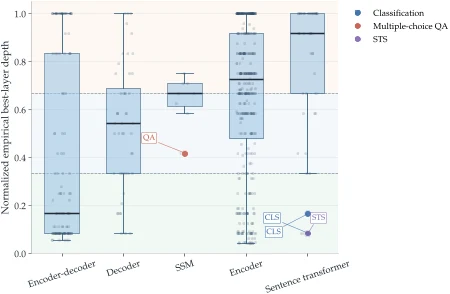 Normalized empirical best-layer depth
1.0
0.8
0.6
0.4
0.2
0.0
QA
CLS
CLS
STS
Encoder-decoder
Decoder
SSM
Encoder
Sentence transformer
Classification
Multiple-choice QA
STS